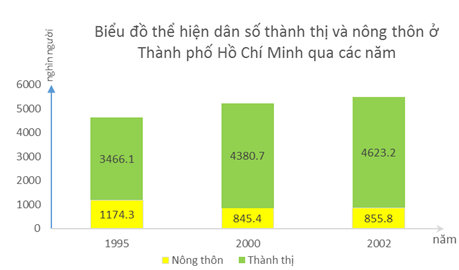 Biểu đồ thể hiện dân số thành thị và nông thôn ở
Thành phố Hồ Chí Minh qua các năm
nghìn người
6000
5000
4000
3000
2000
1000
0
3466.1
4380.7
4623.2
1174.3
845.4
855.8
1995
2000
2002
năm
Nông thôn
Thành thị